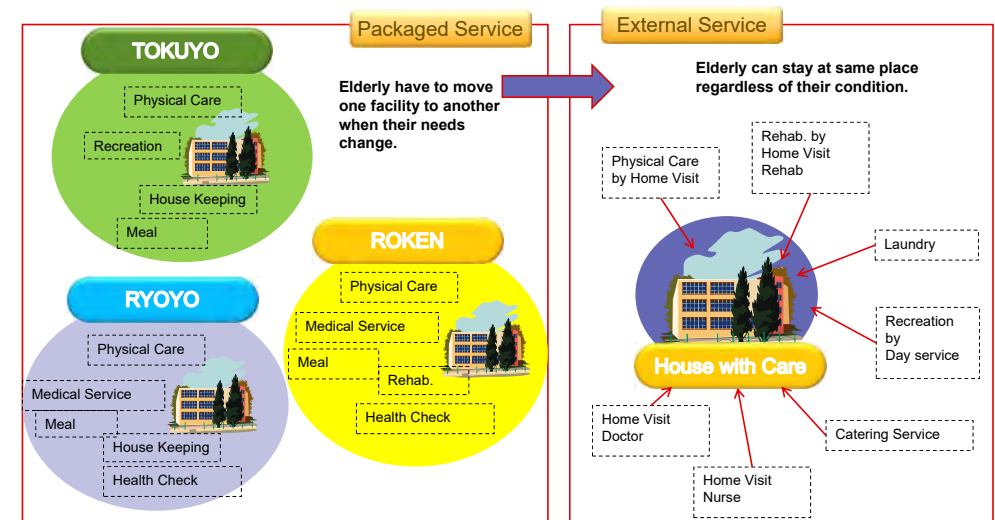 Packaged Service
TOKUYO
Physical Care
Recreation
House Keeping
Meal
Elderly have to move
one facility to another
when their needs
change.
ROKEN
Physical Care
Medical Service
Meal
Rehab.
Health Check
RYOYO
Physical Care
Medical Service
Meal
House Keeping
Health Check
External Service
Elderly can stay at same place
regardless of their condition.
Physical Care
by Home Visit
Rehab. by
Home Visit
Rehab
Laundry
Recreation
by
Day service
House with Care
Home Visit
Doctor
Home Visit
Nurse
Catering Service